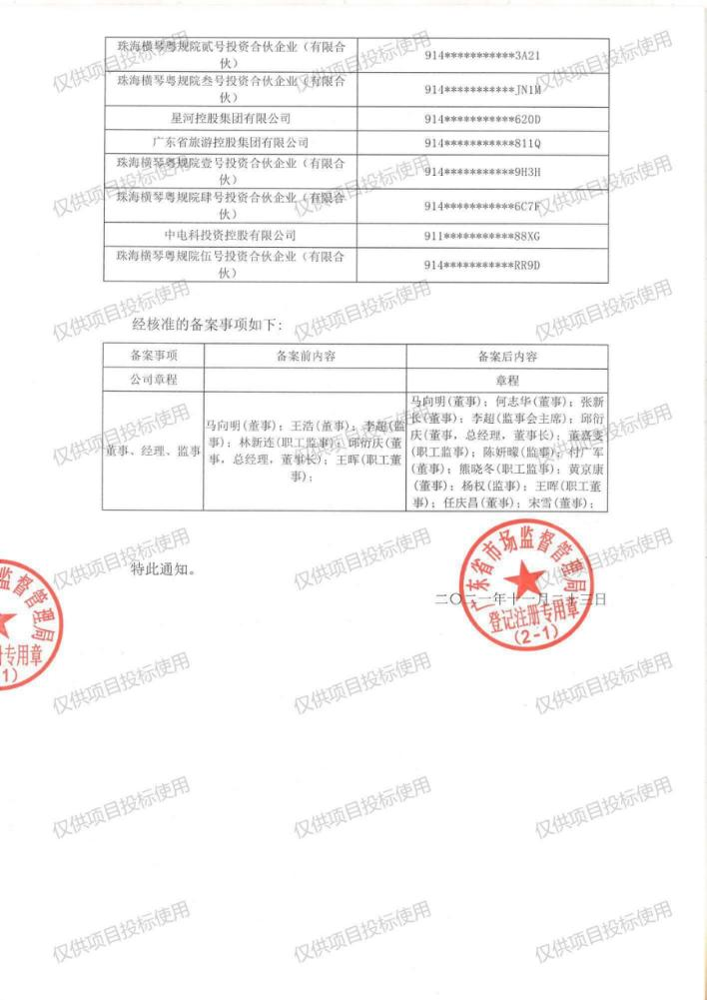 珠海横琴粤规院贰号投资合伙企业（有限合
伙）
914***********3A21
珠海横琴粤规院叁号投资合伙企业（有限合
伙）
914***********JN1M
星河控股集团有限公司
914***********620D
广东省旅游控股集团有限公司
914***********811Q
珠海横琴粤规院壹号投资合伙企业（有限合
伙）
914***********9H3H
珠海横琴粤规院肆号投资合伙企业（有限合
伙）
914***********6C7F
中电科投资控股有限公司
911***********88XG
珠海横琴粤规院伍号投资合伙企业（有限合
伙）
914***********RR9D
经核准的备案事项如下:
备案事项 备案前内容 备案后内容
公司章程 章程
董事、经理、监事
马向明(董事); 王浩(董事); 李超(监
事); 林新连(职工监事); 邱衍庆(董
事, 总经理, 董事长); 王晖(职工董
事);
马向明(董事); 何志华(董事); 张新
长(董事); 李超(监事会主席); 邱衍
庆(董事, 总经理, 董事长); 董嘉雯
(职工监事); 陈妍曚(监事); 付广军
(董事); 熊晓冬(职工监事); 黄京康
(董事); 杨权(监事); 王晖(职工董
事); 任庆昌(董事); 宋雪(董事);
特此通知。
二〇二一年十一月二十三日
广东省市场监督管理局
登记注册专用章
(2-1)
监督管理局
册专用章
1)
仅供项目投标使用